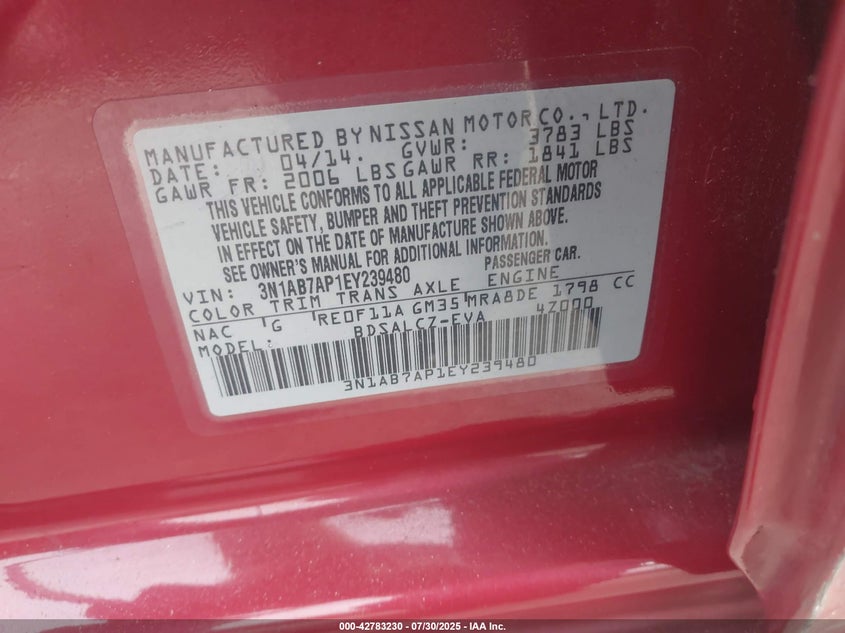 MANUFACTURED BY NISSAN MOTOR CO., LTD.
DATE: 04/14. GVWR: 3783 LBS
GAWR FR: 2006 LBS GAWR RR: 1841 LBS
THIS VEHICLE CONFORMS TO ALL APPLICABLE FEDERAL MOTOR
VEHICLE SAFETY, BUMPER AND THEFT PREVENTION STANDARDS
IN EFFECT ON THE DATE OF MANUFACTURE SHOWN ABOVE.
SEE OWNER'S MANUAL FOR ADDITIONAL INFORMATION.
VIN: 3N1AB7AP1EY239480 PASSENGER CAR.
COLOR TRIM TRANS AXLE ENGINE
NAC G RE0F11A GM35 MRA8DE 1798 CC
MODEL: BDSALCZ-EVA 4Z000
3N1AB7AP1EY239480
000-42783230 - 07/30/2025 - IAA Inc.